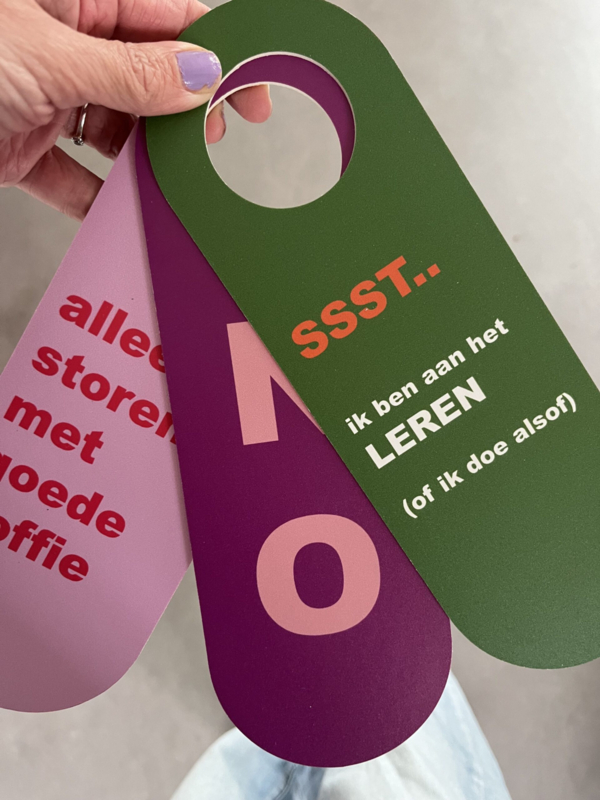 allee
storen
met
goede
offie
N
o
SSST..
ik ben aan het
LEREN
(of ik doe alsof)